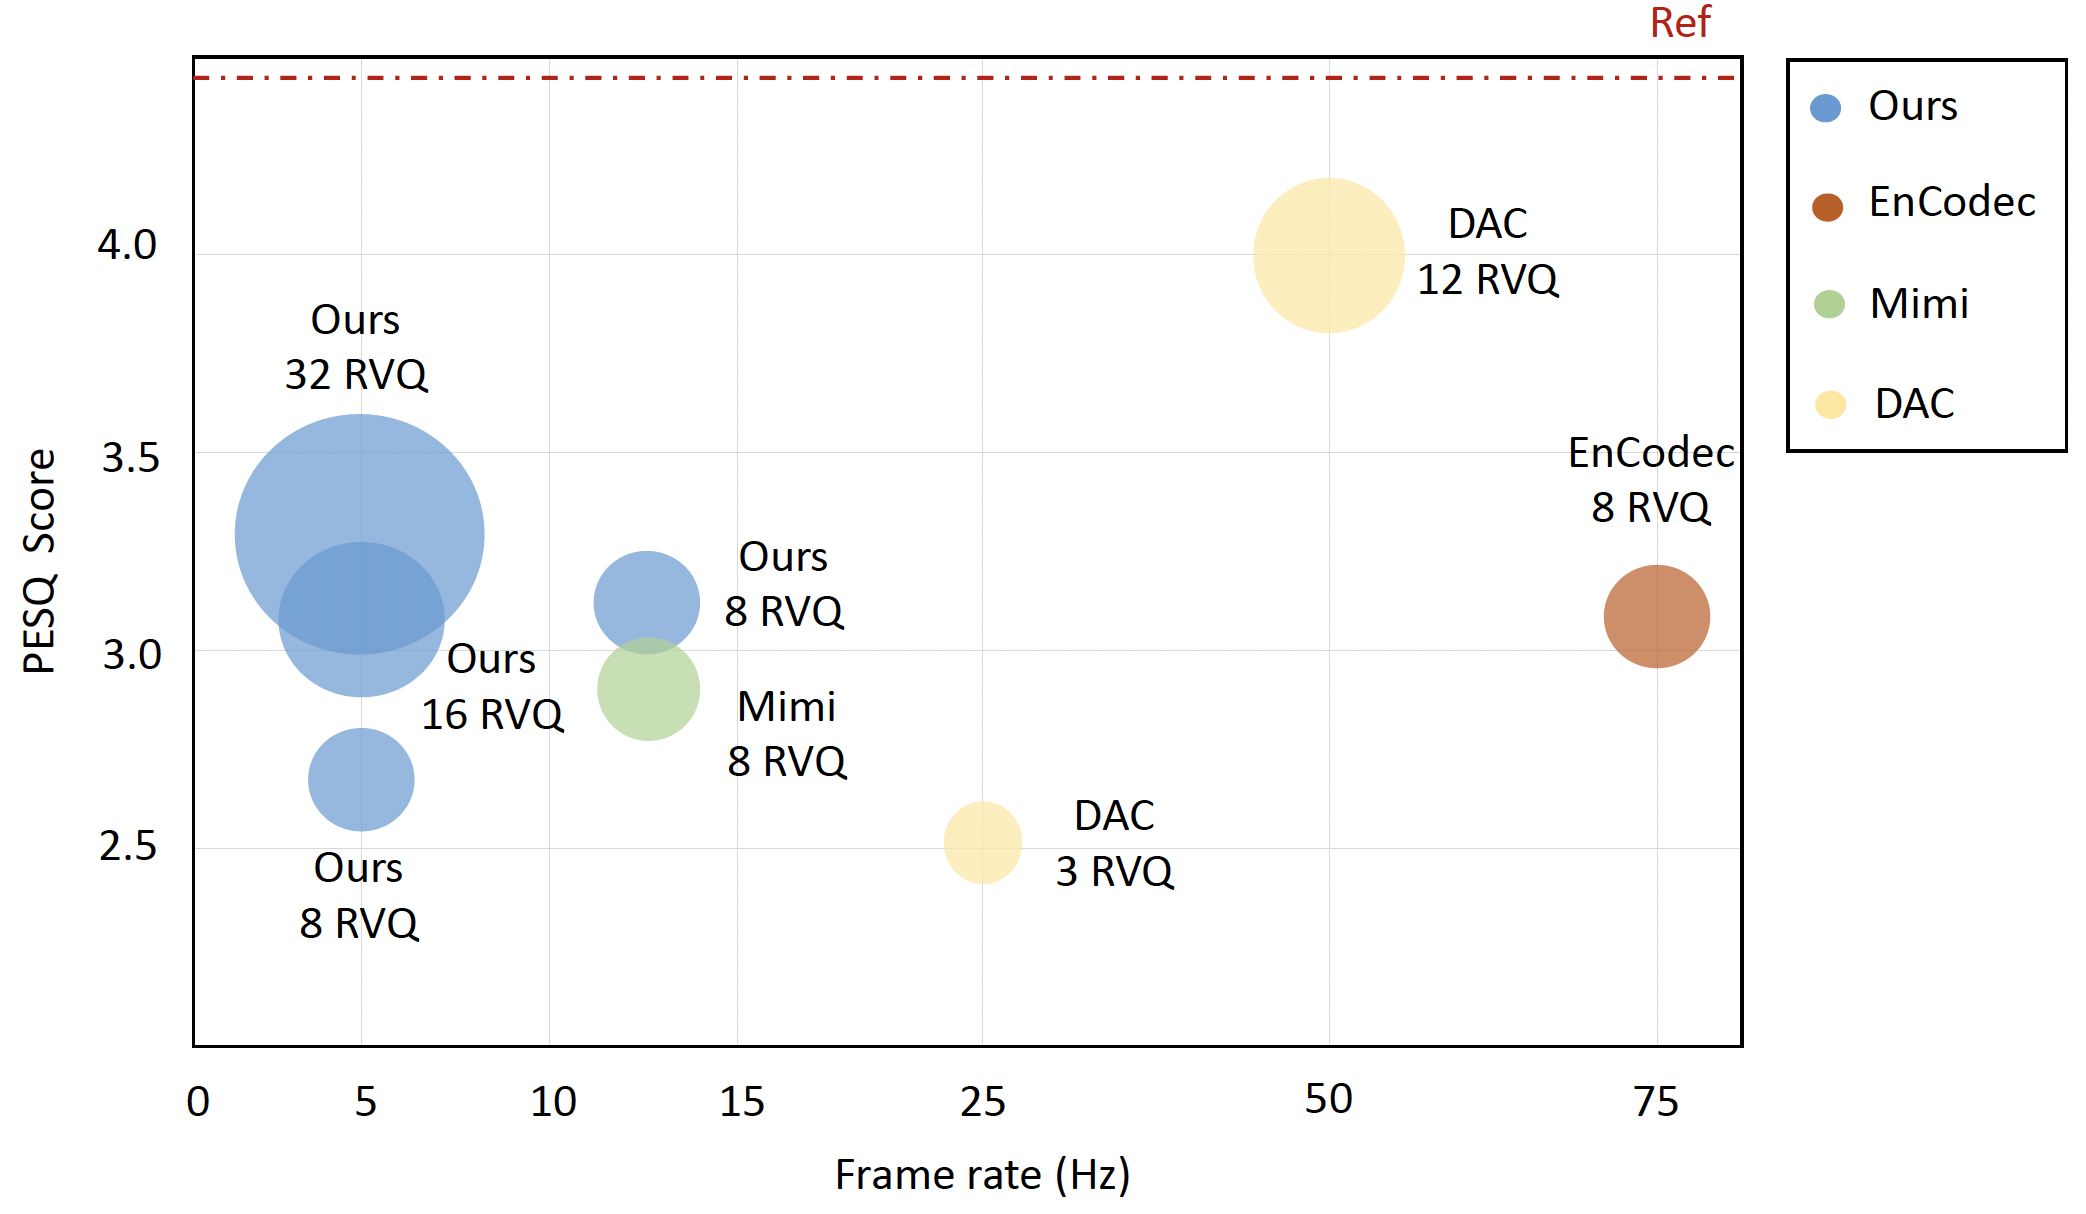 Ref
Ours
EnCodec
Mimi
DAC
4.0
3.5
3.0
2.5
PESQ Score
DAC
12 RVQ
Ours
32 RVQ
EnCodec
8 RVQ
Ours
8 RVQ
Ours
16 RVQ
Mimi
8 RVQ
DAC
3 RVQ
Ours
8 RVQ
0 5 10 15 25 50 75
Frame rate (Hz)